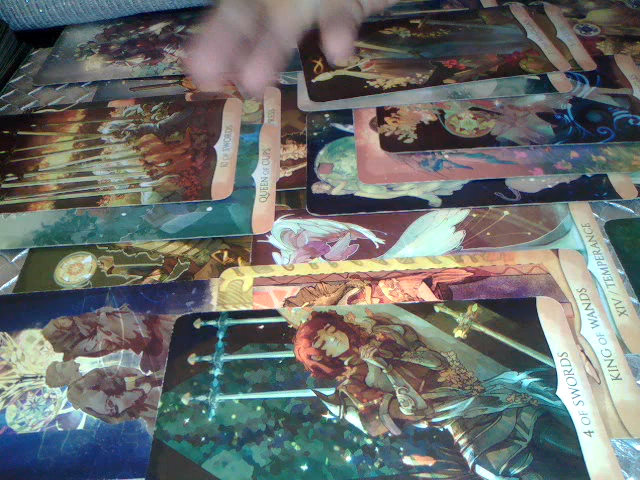 OF SWORDS
QUEEN OF CUPS
XIV / TEMPERANCE
KING OF WANDS
4 OF SWORDS